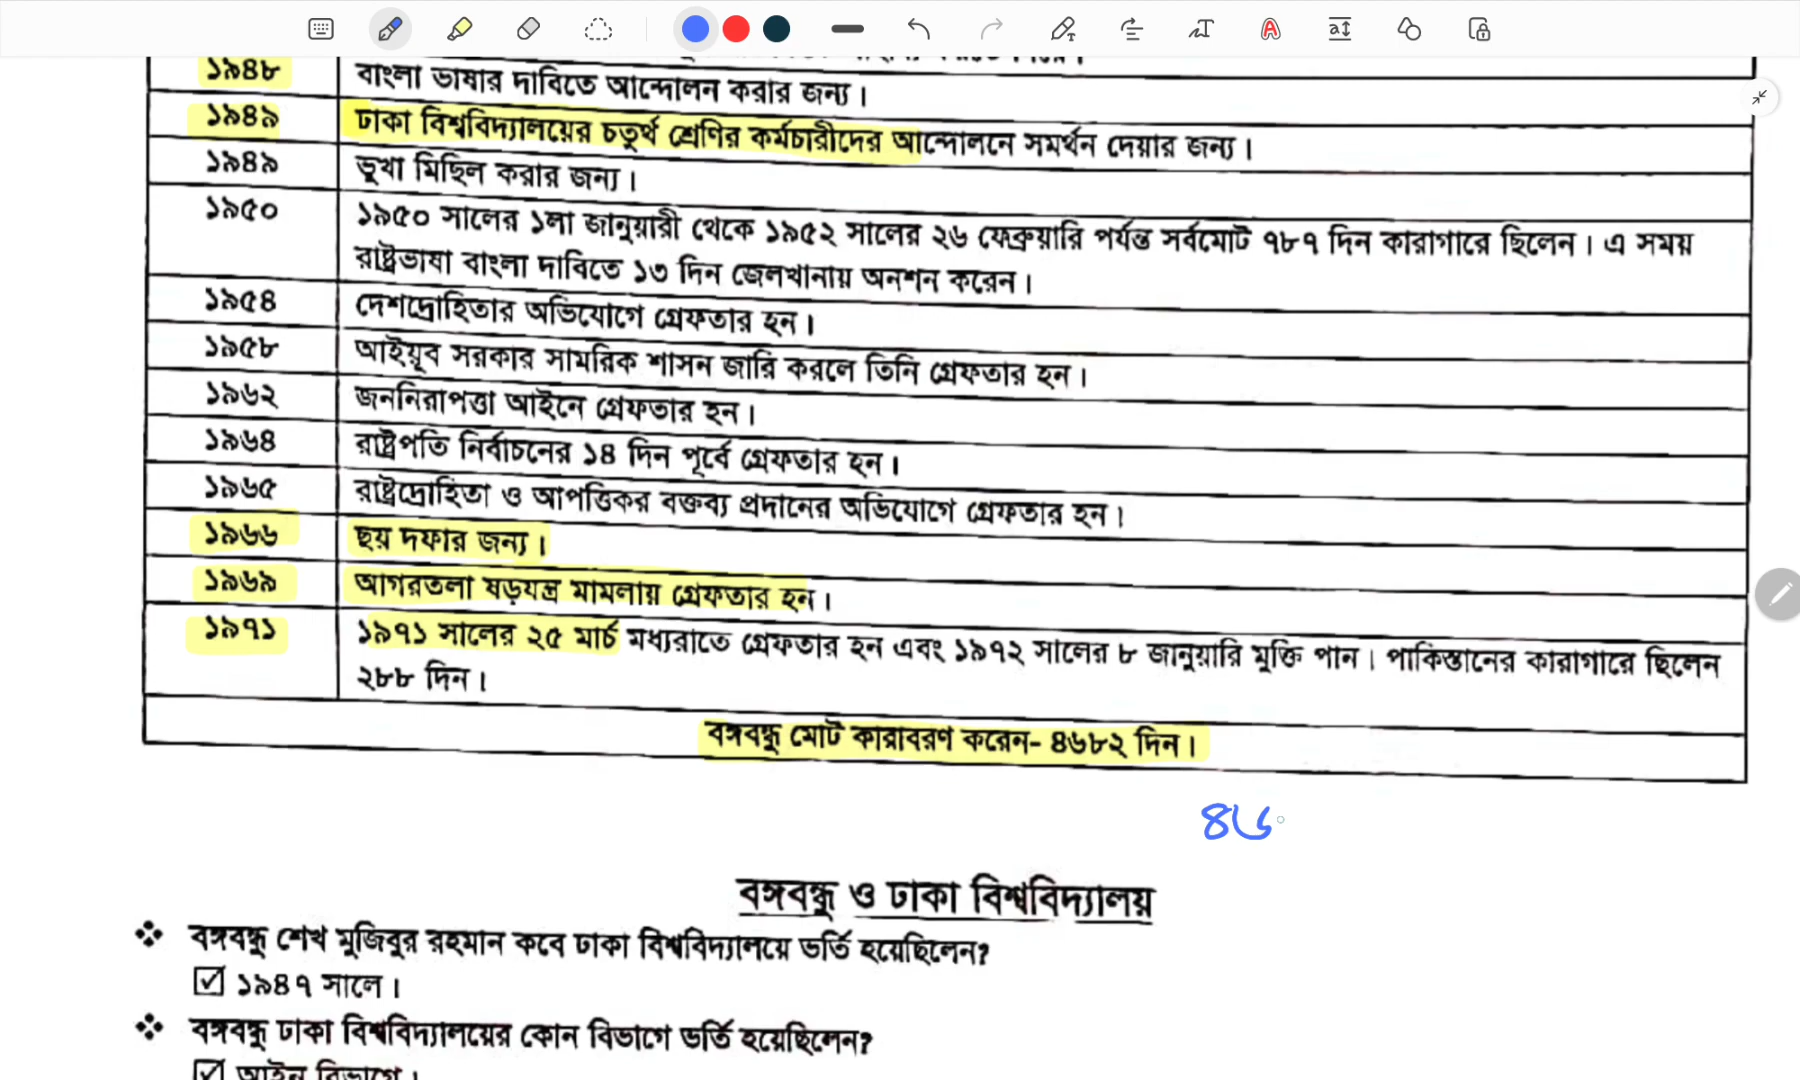 ১৯৪৮
বাংলা ভাষার দাবিতে আন্দোলন করার জন্য।
১৯৪৯
ঢাকা বিশ্ববিদ্যালয়ের চতুর্থ শ্রেণির কর্মচারীদের আন্দোলনে সমর্থন দেয়ার জন্য।
১৯৪৯
ভুখা মিছিল করার জন্য।
১৯৫০
১৯৫০ সালের ১লা জানুয়ারী থেকে ১৯৫২ সালের ২৬ ফেব্রুয়ারি পর্যন্ত সর্বমোট ৭৮৭ দিন কারাগারে ছিলেন। এ সময়
রাষ্ট্রভাষা বাংলা দাবিতে ১৩ দিন জেলখানায় অনশন করেন।
১৯৫৪
দেশদ্রোহিতার অভিযোগে গ্রেফতার হন।
১৯৫৮
আইয়ূব সরকার সামরিক শাসন জারি করলে তিনি গ্রেফতার হন।
১৯৬২
জননিরাপত্তা আইনে গ্রেফতার হন।
১৯৬৪
রাষ্ট্রপতি নির্বাচনের ১৪ দিন পূর্বে গ্রেফতার হন।
১৯৬৫
রাষ্ট্রদ্রোহিতা ও আপত্তিকর বক্তব্য প্রদানের অভিযোগে গ্রেফতার হন।
১৯৬৬
ছয় দফার জন্য।
১৯৬৯
আগরতলা ষড়যন্ত্র মামলায় গ্রেফতার হন।
১৯৭১
১৯৭১ সালের ২৫ মার্চ মধ্যরাতে গ্রেফতার হন এবং ১৯৭২ সালের ৮ জানুয়ারি মুক্তি পান। পাকিস্তানের কারাগারে ছিলেন
২৮৮ দিন।
বঙ্গবন্ধু মোট কারাবরণ করেন- ৪৬৮২ দিন।
৪৬
বঙ্গবন্ধু ও ঢাকা বিশ্ববিদ্যালয়
❖ বঙ্গবন্ধু শেখ মুজিবুর রহমান কবে ঢাকা বিশ্ববিদ্যালয়ে ভর্তি হয়েছিলেন?
☑ ১৯৪৭ সালে।
❖ বঙ্গবন্ধু ঢাকা বিশ্ববিদ্যালয়ের কোন বিভাগে ভর্তি হয়েছিলেন?
☑ আইন বিভাগে।